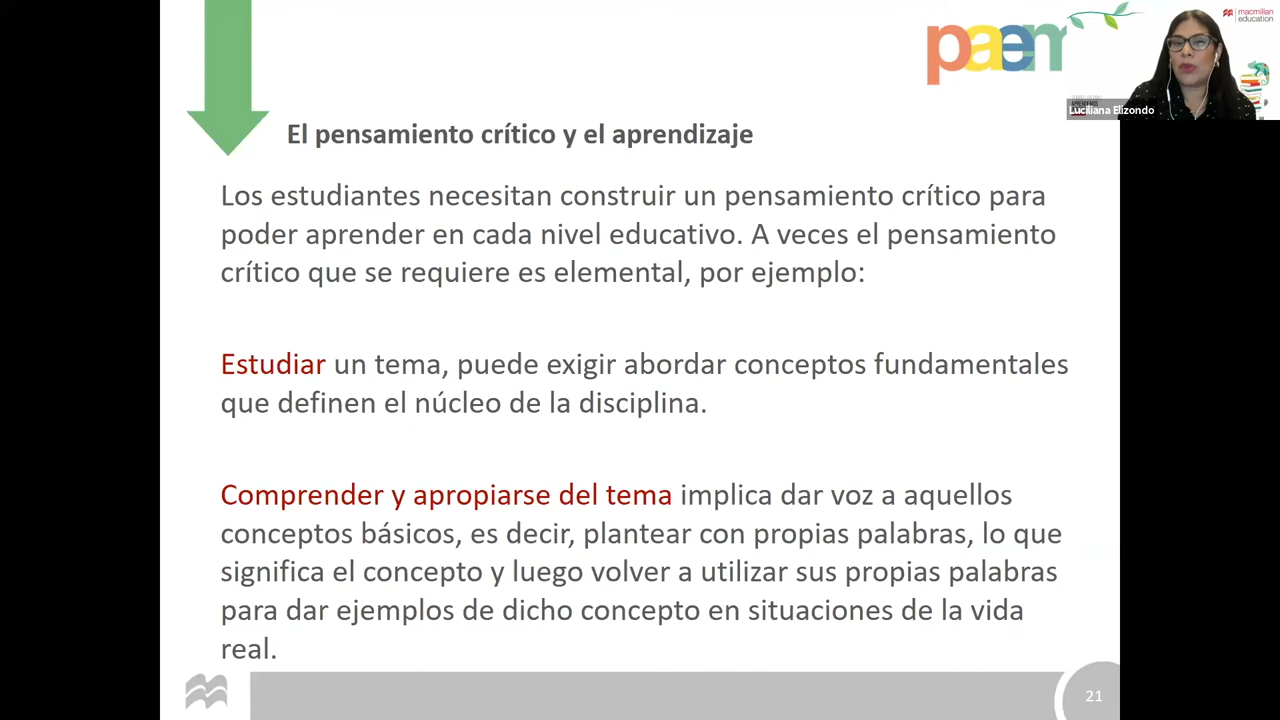 paem
macmillan
education
Luciliana Elizondo
El pensamiento crítico y el aprendizaje
Los estudiantes necesitan construir un pensamiento crítico para
poder aprender en cada nivel educativo. A veces el pensamiento
crítico que se requiere es elemental, por ejemplo:
Estudiar un tema, puede exigir abordar conceptos fundamentales
que definen el núcleo de la disciplina.
Comprender y apropiarse del tema implica dar voz a aquellos
conceptos básicos, es decir, plantear con propias palabras, lo que
significa el concepto y luego volver a utilizar sus propias palabras
para dar ejemplos de dicho concepto en situaciones de la vida
real.
21